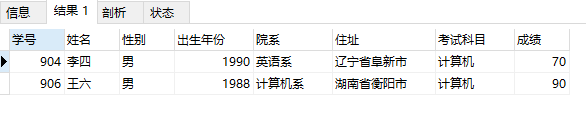 信息 结果 1 剖析 状态
学号 姓名 性别 出生年份 院系 住址 考试科目 成绩
904 李四 男 1990 英语系 辽宁省阜新市 计算机 70
906 王六 男 1988 计算机系 湖南省衡阳市 计算机 90